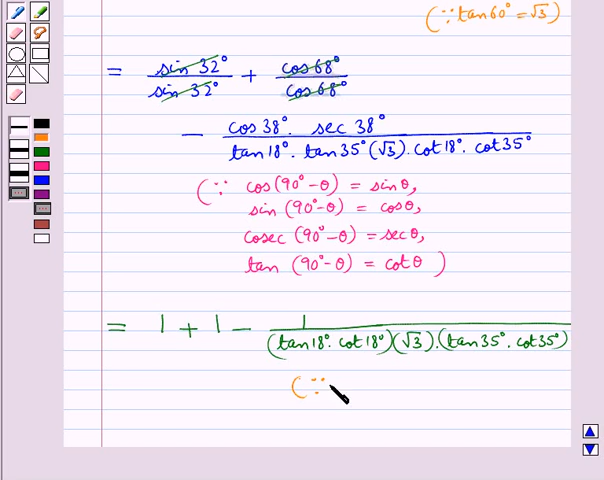 (∵ tan 60° = √3)
= sin 32°/sin 32° + cos 68°/cos 68°
− cos 38° . sec 38° / tan 18° . tan 35° (√3) . cot 18° . cot 35°
(∵ cos (90° − θ) = sin θ,
sin (90° − θ) = cos θ,
cosec (90° − θ) = sec θ,
tan (90° − θ) = cot θ )
= 1 + 1 − 1 / (tan 18° . cot 18°) (√3) . (tan 35° . cot 35°)
(∵